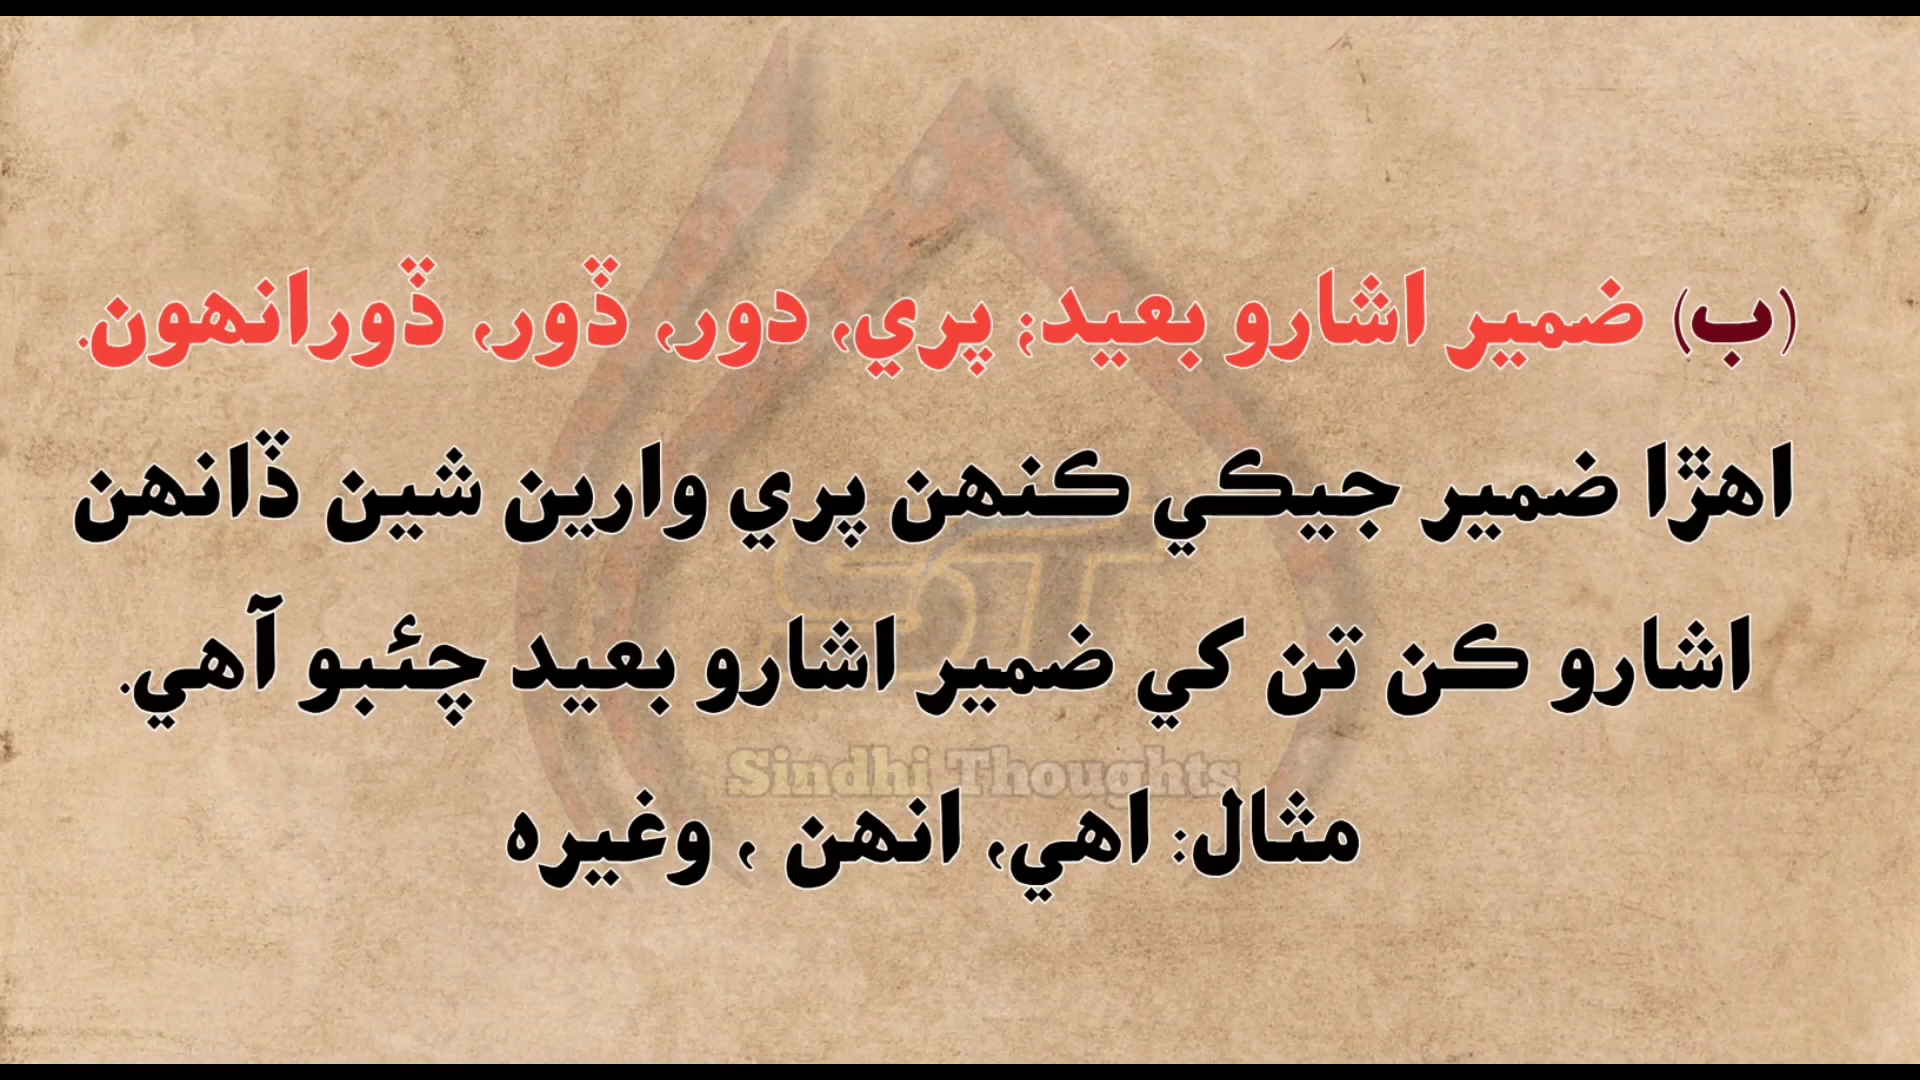 (ب) ضمير اشارو بعيد؛ پري، دور، ڏور، ڏورانهون.
اهڙا ضمير جيڪي ڪنهن پري وارين شين ڏانهن
اشارو ڪن تن کي ضمير اشارو بعيد چئبو آهي.
Sindhi Thoughts
مثال: اهي، انهن ، وغيره